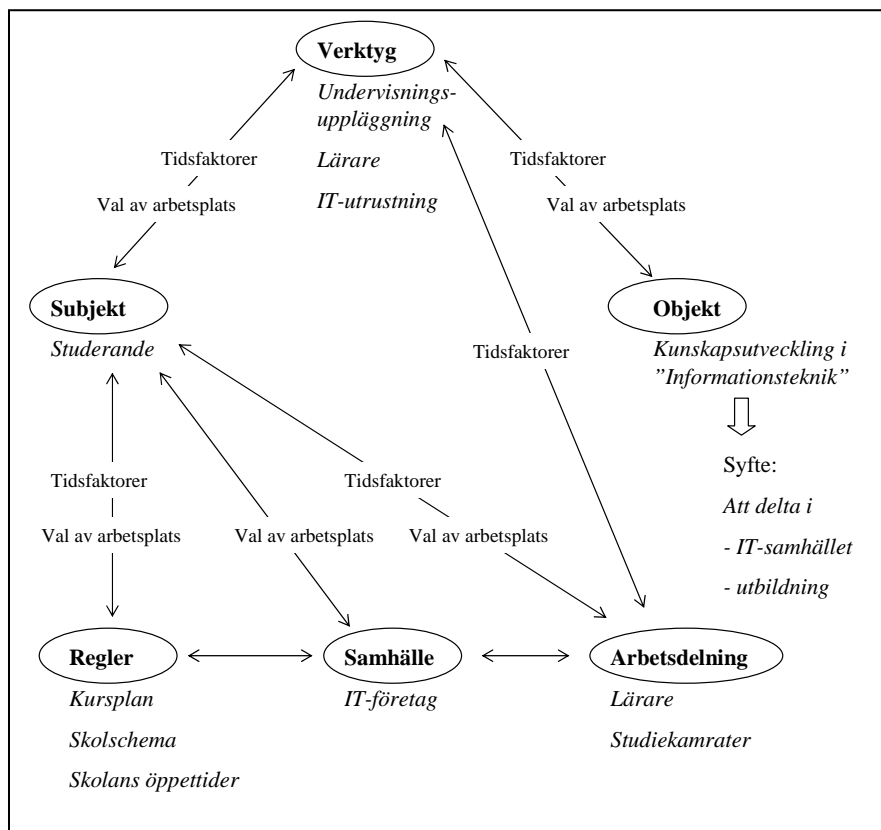 Verktyg
Undervisnings-
uppläggning
Lärare
IT-utrustning
Tidsfaktorer
Val av arbetsplats
Tidsfaktorer
Val av arbetsplats
Subjekt
Studerande
Objekt
Kunskapsutveckling i
”Informationsteknik”
Tidsfaktorer
Syfte:
Att delta i
- IT-samhället
- utbildning
Tidsfaktorer
Val av arbetsplats
Val av arbetsplats
Tidsfaktorer
Val av arbetsplats
Regler
Kursplan
Skolschema
Skolans öppettider
Samhälle
IT-företag
Arbetsdelning
Lärare
Studiekamrater